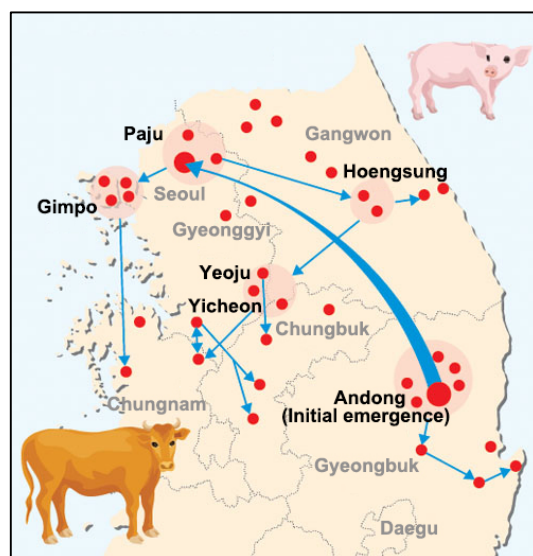 Paju
Gangwon
Hoengsung
Seoul
Gimpo
Gyeonggyi
Yeoju
Yicheon
Chungbuk
Andong
(Initial emergence)
Chungnam
Gyeongbuk
Daegu